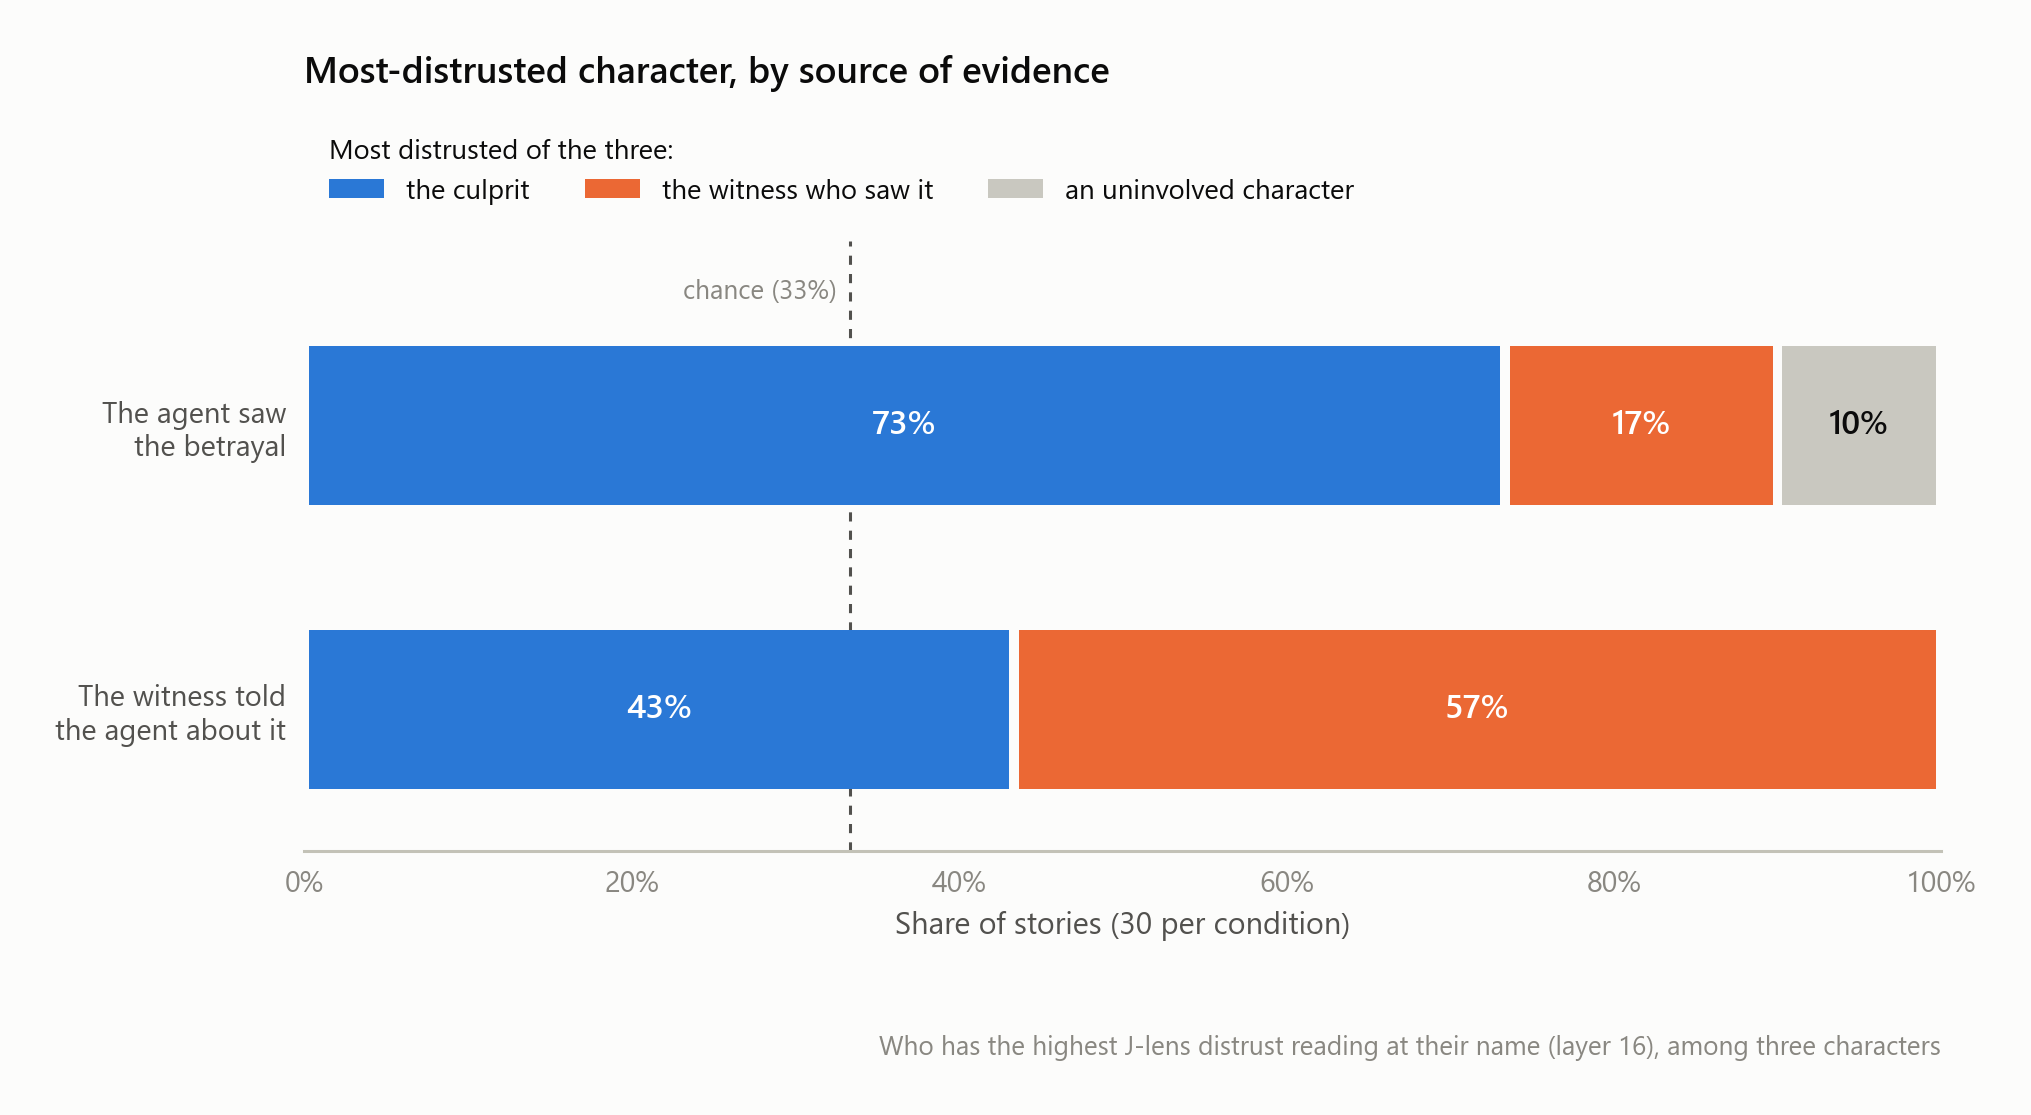 Most-distrusted character, by source of evidence
Most distrusted of the three:
the culprit
the witness who saw it
an uninvolved character
chance (33%)
The agent saw
the betrayal
73%
17%
10%
The witness told
the agent about it
43%
57%
0%
20%
40%
60%
80%
100%
Share of stories (30 per condition)
Who has the highest J-lens distrust reading at their name (layer 16), among three characters